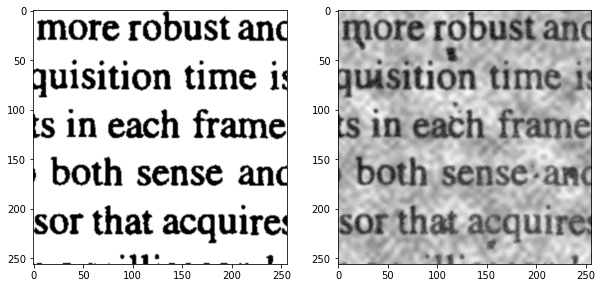 more robust and
quisition time is
ts in each frame
both sense and
sor that acquires
more robust and
quisition time is
ts in each frame
both sense and
sor that acquires
0
50
100
150
200
250
0 50 100 150 200 250
0
50
100
150
200
250
0 50 100 150 200 250